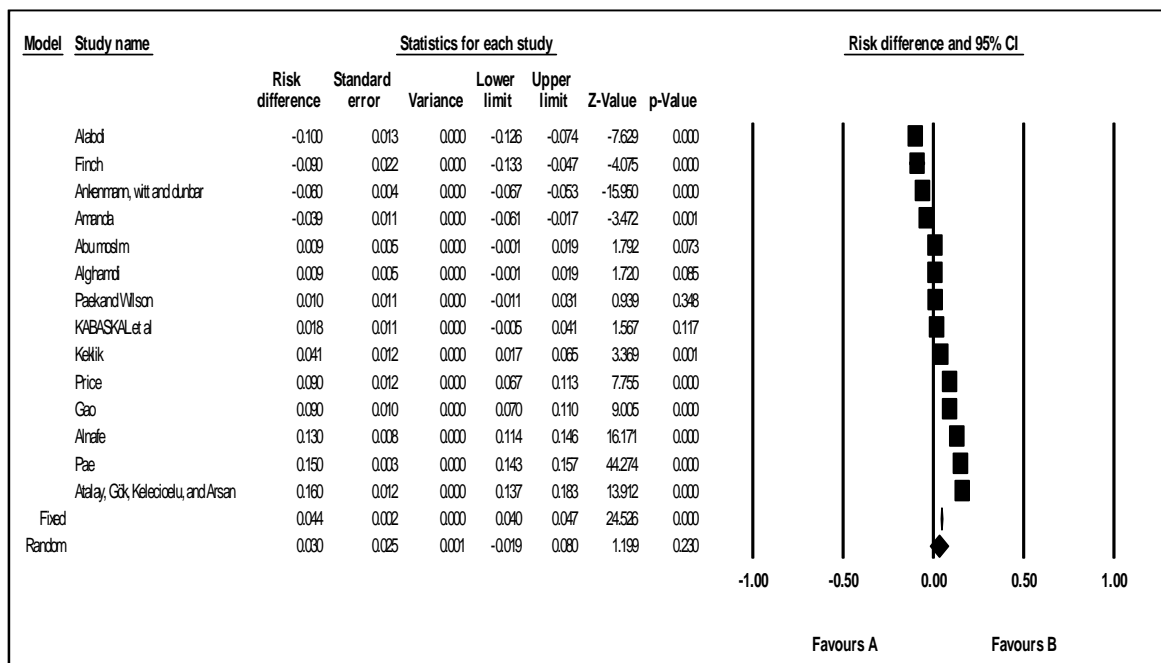 Model Study name Statistics for each study Risk difference and 95% CI
Risk difference Standard error Variance Lower limit Upper limit Z-Value p-Value
Alabdi -0.100 0.013 0.000 -0.126 -0.074 -7.629 0.000
Finch -0.090 0.022 0.000 -0.133 -0.047 -4.075 0.000
Ankenmann, witt and dunbar -0.060 0.004 0.000 -0.067 -0.053 -15.950 0.000
Amanda -0.039 0.011 0.000 -0.061 -0.017 -3.472 0.001
Abumoslm 0.009 0.005 0.000 -0.001 0.019 1.792 0.073
Alghamdi 0.009 0.005 0.000 -0.001 0.019 1.720 0.085
Paek and Wilson 0.010 0.011 0.000 -0.011 0.031 0.939 0.348
KABASKAL et al 0.018 0.011 0.000 -0.005 0.041 1.567 0.117
Keklik 0.041 0.012 0.000 0.017 0.065 3.369 0.001
Price 0.090 0.012 0.000 0.067 0.113 7.755 0.000
Gao 0.090 0.010 0.000 0.070 0.110 9.005 0.000
Alnafe 0.130 0.008 0.000 0.114 0.146 16.171 0.000
Pae 0.150 0.003 0.000 0.143 0.157 44.274 0.000
Atalay, Gök, Kelecioelu, and Arsan 0.160 0.012 0.000 0.137 0.183 13.912 0.000
Fixed 0.044 0.002 0.000 0.040 0.047 24.526 0.000
Random 0.030 0.025 0.001 -0.019 0.080 1.199 0.230
-1.00 -0.50 0.00 0.50 1.00
Favours A Favours B